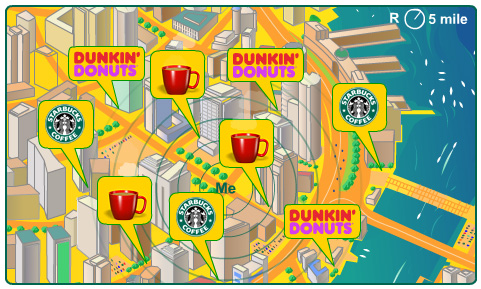 R 5 mile
DUNKIN'
DONUTS
DUNKIN'
DONUTS
STARBUCKS
COFFEE
STARBUCKS
COFFEE
Me
STARBUCKS
COFFEE
DUNKIN'
DONUTS